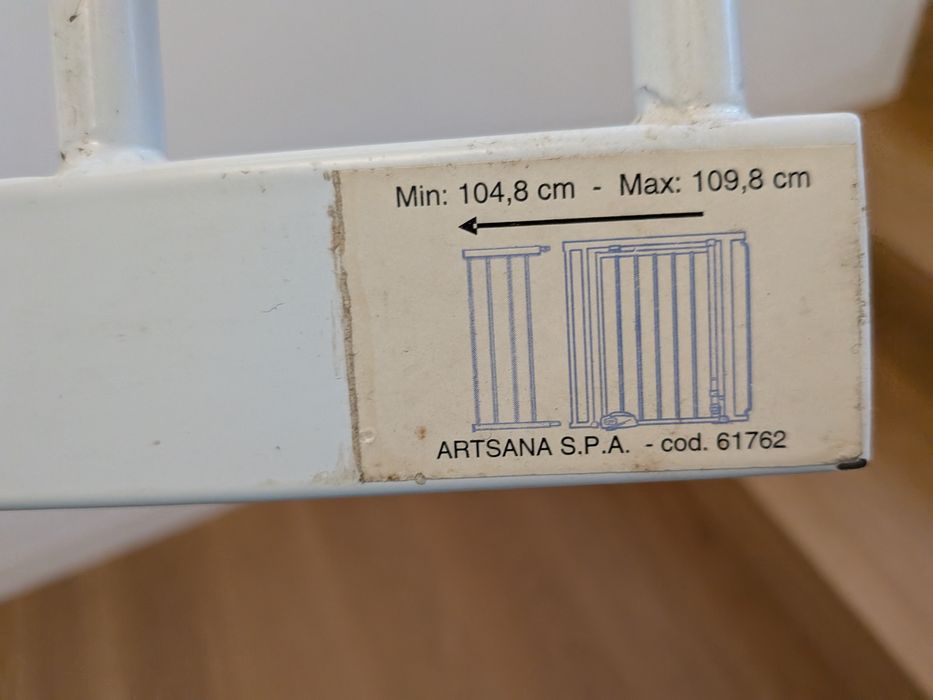 Min: 104,8 cm - Max: 109,8 cm
ARTSANA S.P.A. - cod. 61762